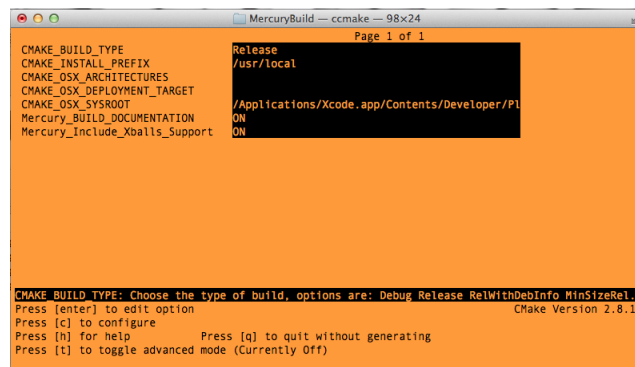 MercuryBuild — ccmake — 98×24
Page 1 of 1
CMAKE_BUILD_TYPE Release
CMAKE_INSTALL_PREFIX /usr/local
CMAKE_OSX_ARCHITECTURES
CMAKE_OSX_DEPLOYMENT_TARGET
CMAKE_OSX_SYSROOT /Applications/Xcode.app/Contents/Developer/Pl
Mercury_BUILD_DOCUMENTATION ON
Mercury_Include_Xballs_Support ON
CMAKE_BUILD_TYPE: Choose the type of build, options are: Debug Release RelWithDebInfo MinSizeRel.
Press [enter] to edit option CMake Version 2.8.1
Press [c] to configure
Press [h] for help Press [q] to quit without generating
Press [t] to toggle advanced mode (Currently Off)